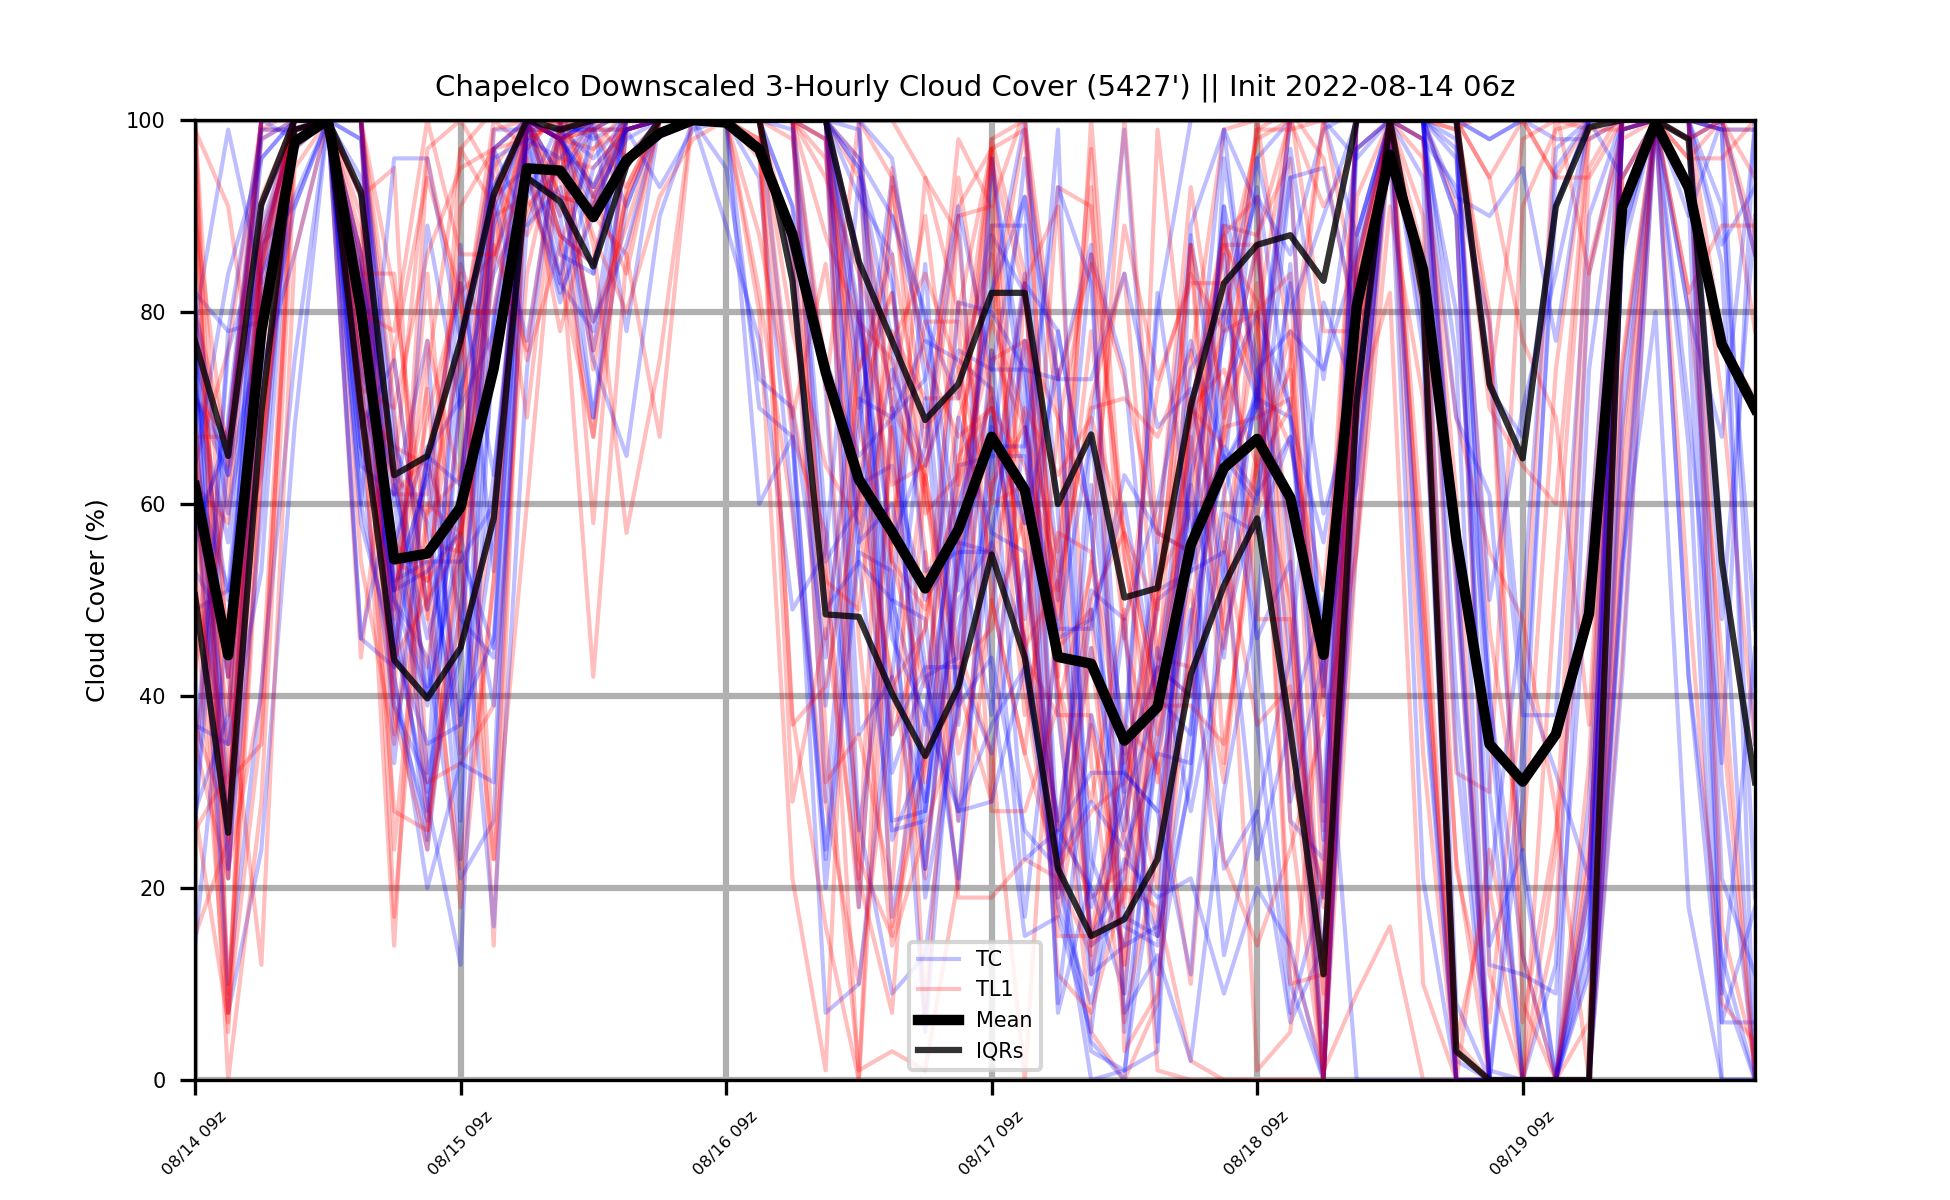 Chapelco Downscaled 3-Hourly Cloud Cover (5427') || Init 2022-08-14 06z
Cloud Cover (%)
100
80
60
40
20
0
TC
TL1
Mean
IQRs
08/14 09z
08/15 09z
08/16 09z
08/17 09z
08/18 09z
08/19 09z